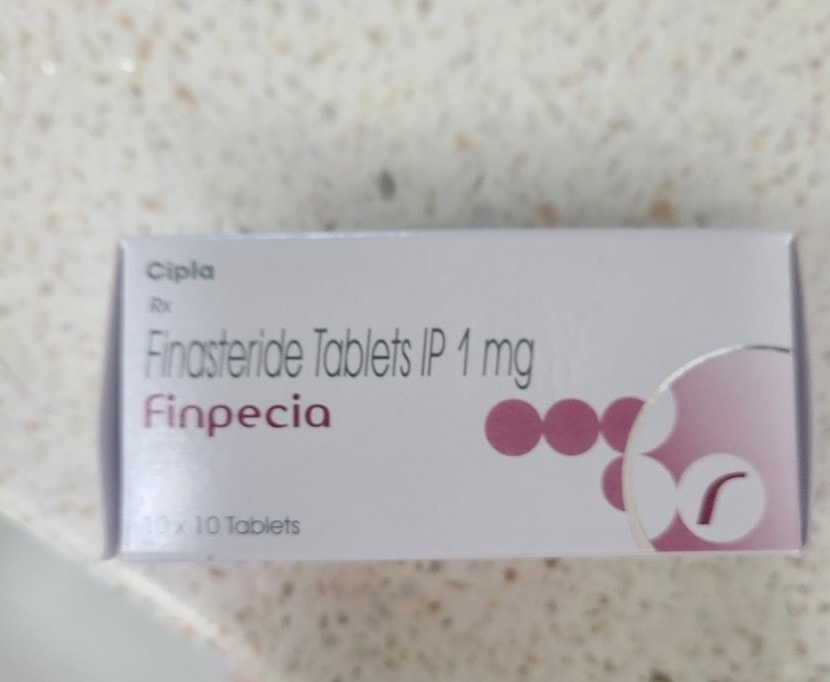 Cipla
Rx
Finasteride Tablets IP 1 mg
Finpecia
10 x 10 Tablets